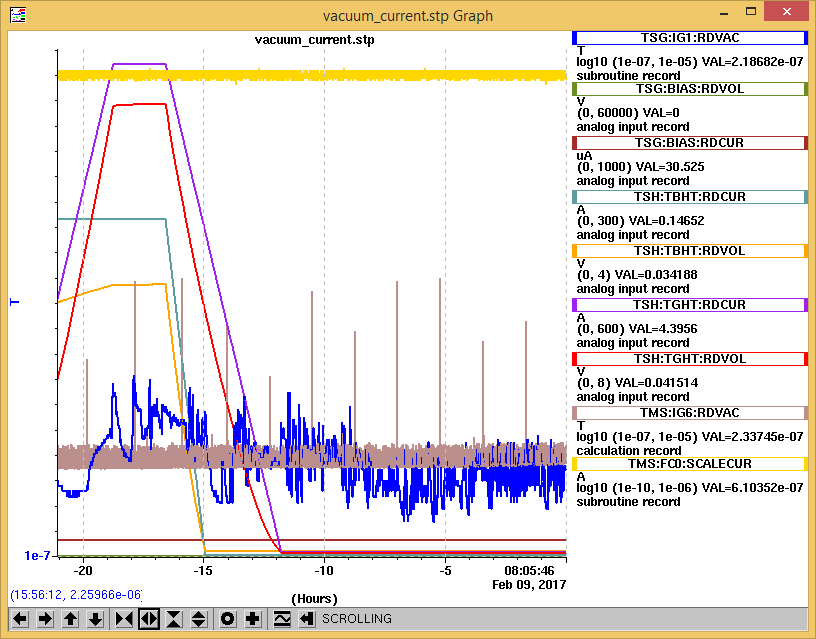 vacuum_current.stp Graph
vacuum_current.stp
T
1e-7
-20
-15
-10
-5
08:05:46
Feb 09, 2017
(15:56:12, 2.25966e-06)
(Hours)
TSG:IG1:RDVAC
T
log10 (1e-07, 1e-05) VAL=2.18682e-07
subroutine record
TSG:BIAS:RDVOL
V
(0, 60000) VAL=0
analog input record
TSG:BIAS:RDCUR
uA
(0, 1000) VAL=30.525
analog input record
TSH:TBHT:RDCUR
A
(0, 300) VAL=0.14652
analog input record
TSH:TBHT:RDVOL
V
(0, 4) VAL=0.034188
analog input record
TSH:TGHT:RDCUR
A
(0, 600) VAL=4.3956
analog input record
TSH:TGHT:RDVOL
V
(0, 8) VAL=0.041514
analog input record
TMS:IG6:RDVAC
T
log10 (1e-07, 1e-05) VAL=2.33745e-07
calculation record
TMS:FC0:SCALECUR
A
log10 (1e-10, 1e-06) VAL=6.10352e-07
subroutine record
SCROLLING